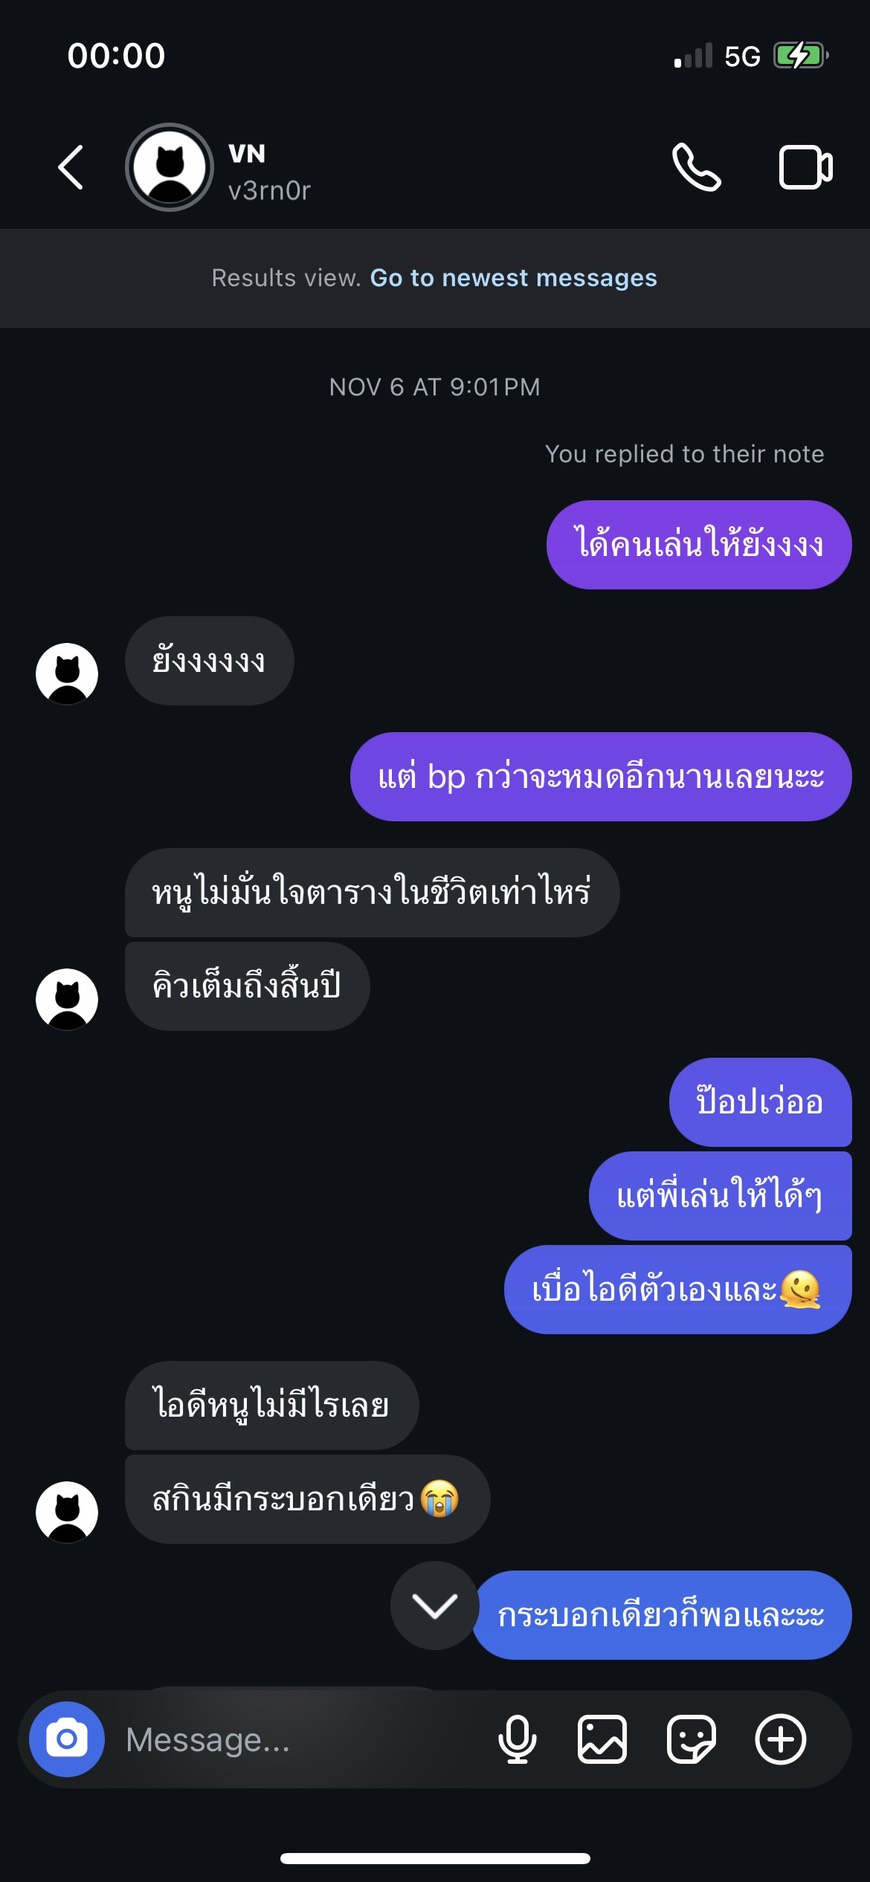 00:00
5G
VN
v3rn0r
Results view. Go to newest messages
NOV 6 AT 9:01 PM
You replied to their note
ได้คนเล่นให้ยังงงง
ยังงงงงง
แต่ bp กว่าจะหมดอีกนานเลยนะะ
หนูไม่มั่นใจตารางในชีวิตเท่าไหร่
คิวเต็มถึงสิ้นปี
ป๊อปเว่ออ
แต่พี่เล่นให้ได้ๆ
เบื่อไอดีตัวเองและ🫠
ไอดีหนูไม่มีไรเลย
สกินมีกระบอกเดียว😭
กระบอกเดียวก็พอและะะ
Message...